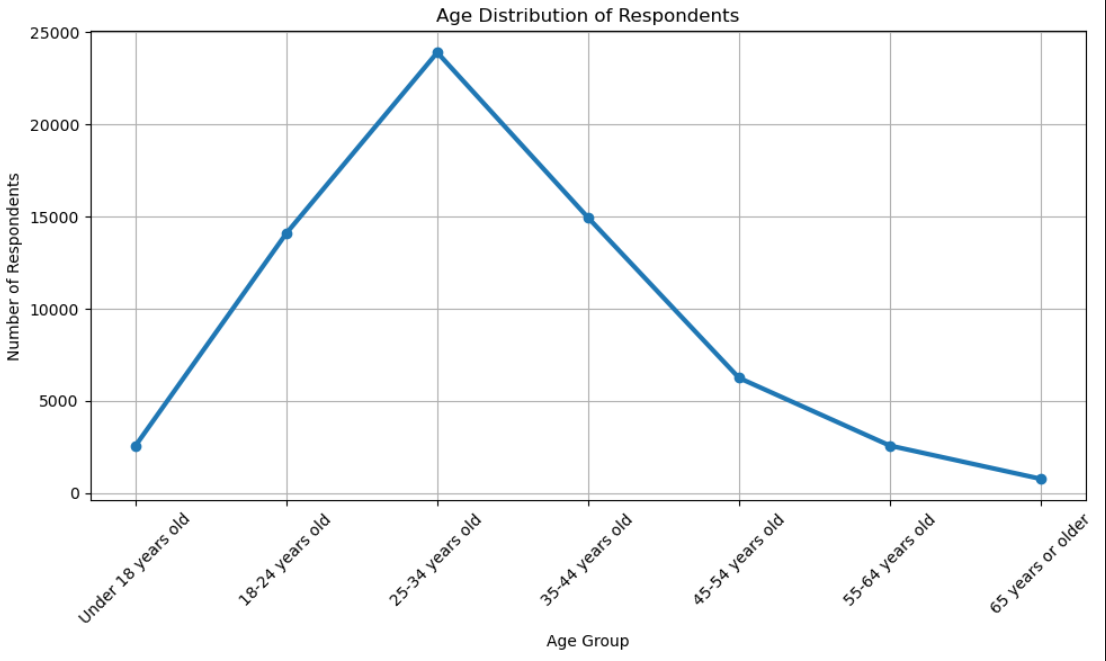 Age Distribution of Respondents
Number of Respondents
25000
20000
15000
10000
5000
0
Under 18 years old
18-24 years old
25-34 years old
35-44 years old
45-54 years old
55-64 years old
65 years or older
Age Group